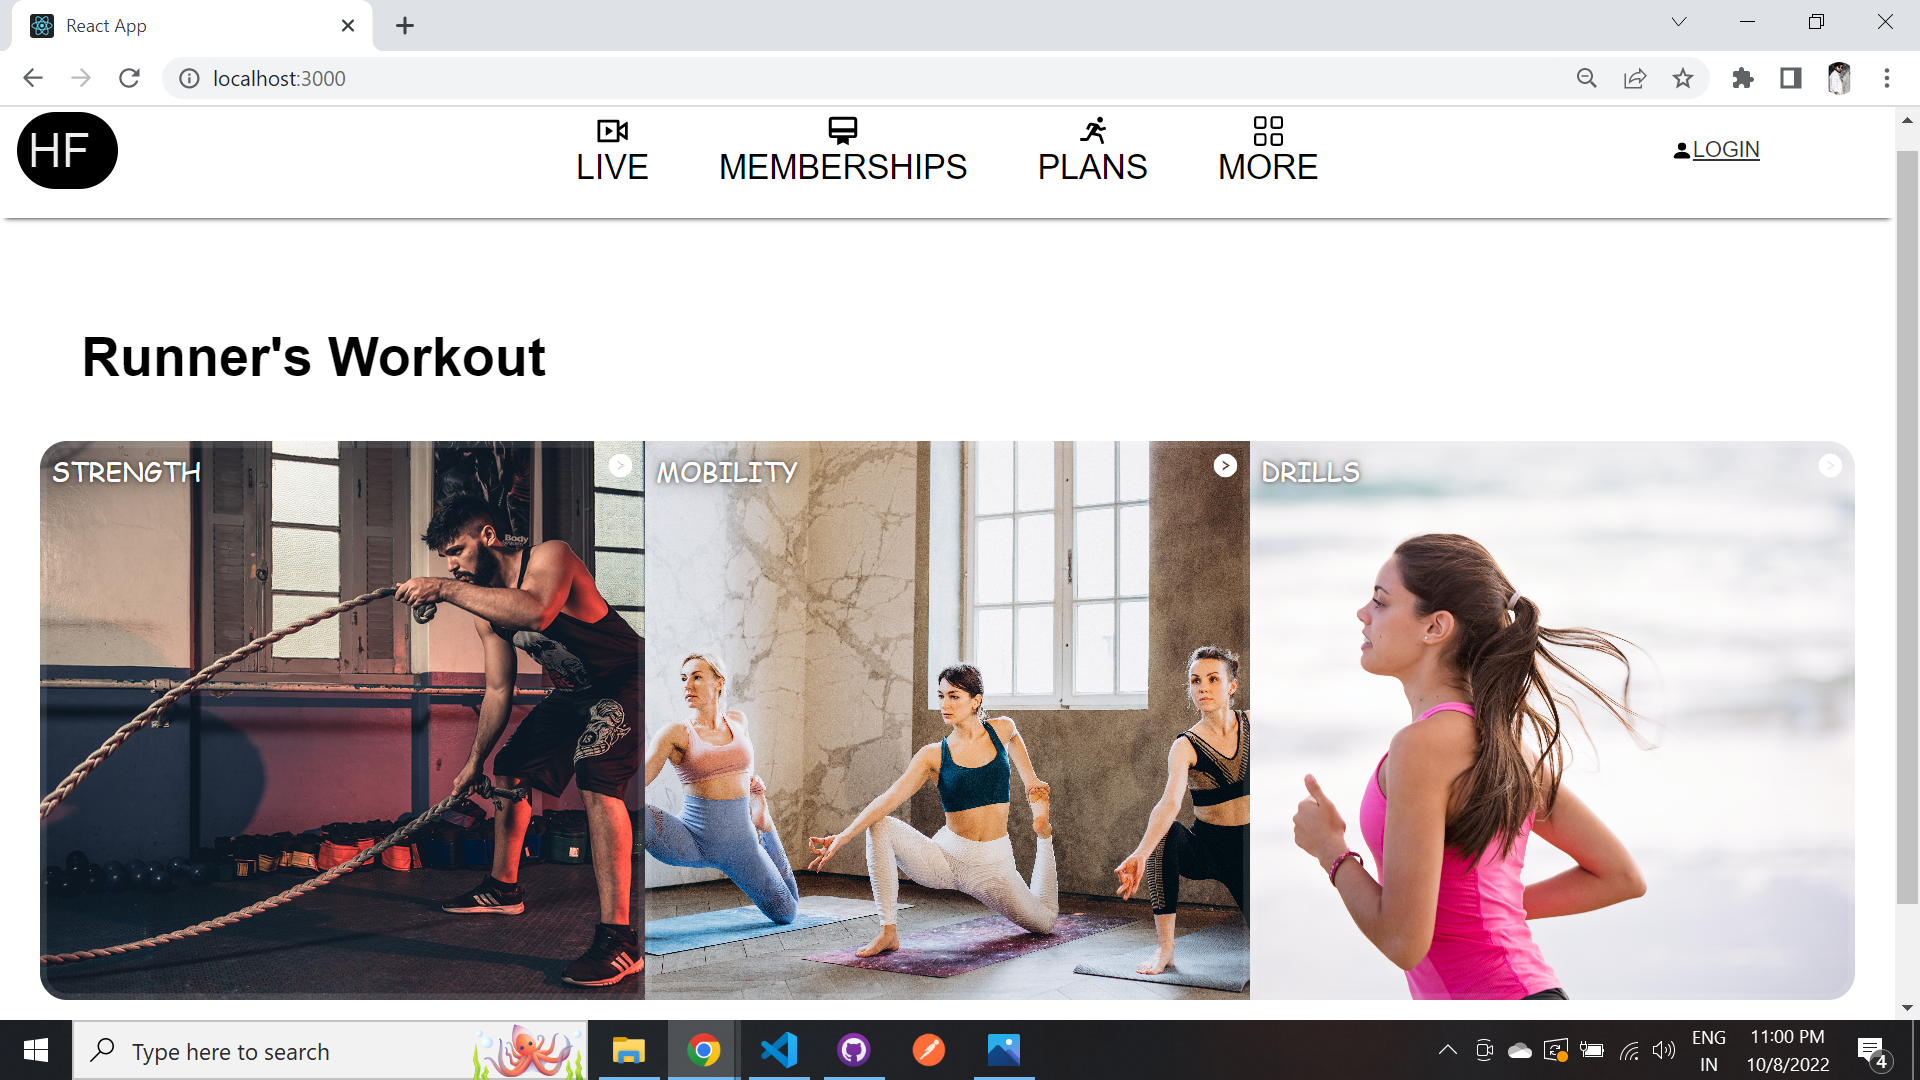 React App
localhost:3000
HF
LIVE
MEMBERSHIPS
PLANS
MORE
LOGIN
Runner's Workout
STRENGTH
MOBILITY
DRILLS
Body
Type here to search
ENG
IN
11:00 PM
10/8/2022
4